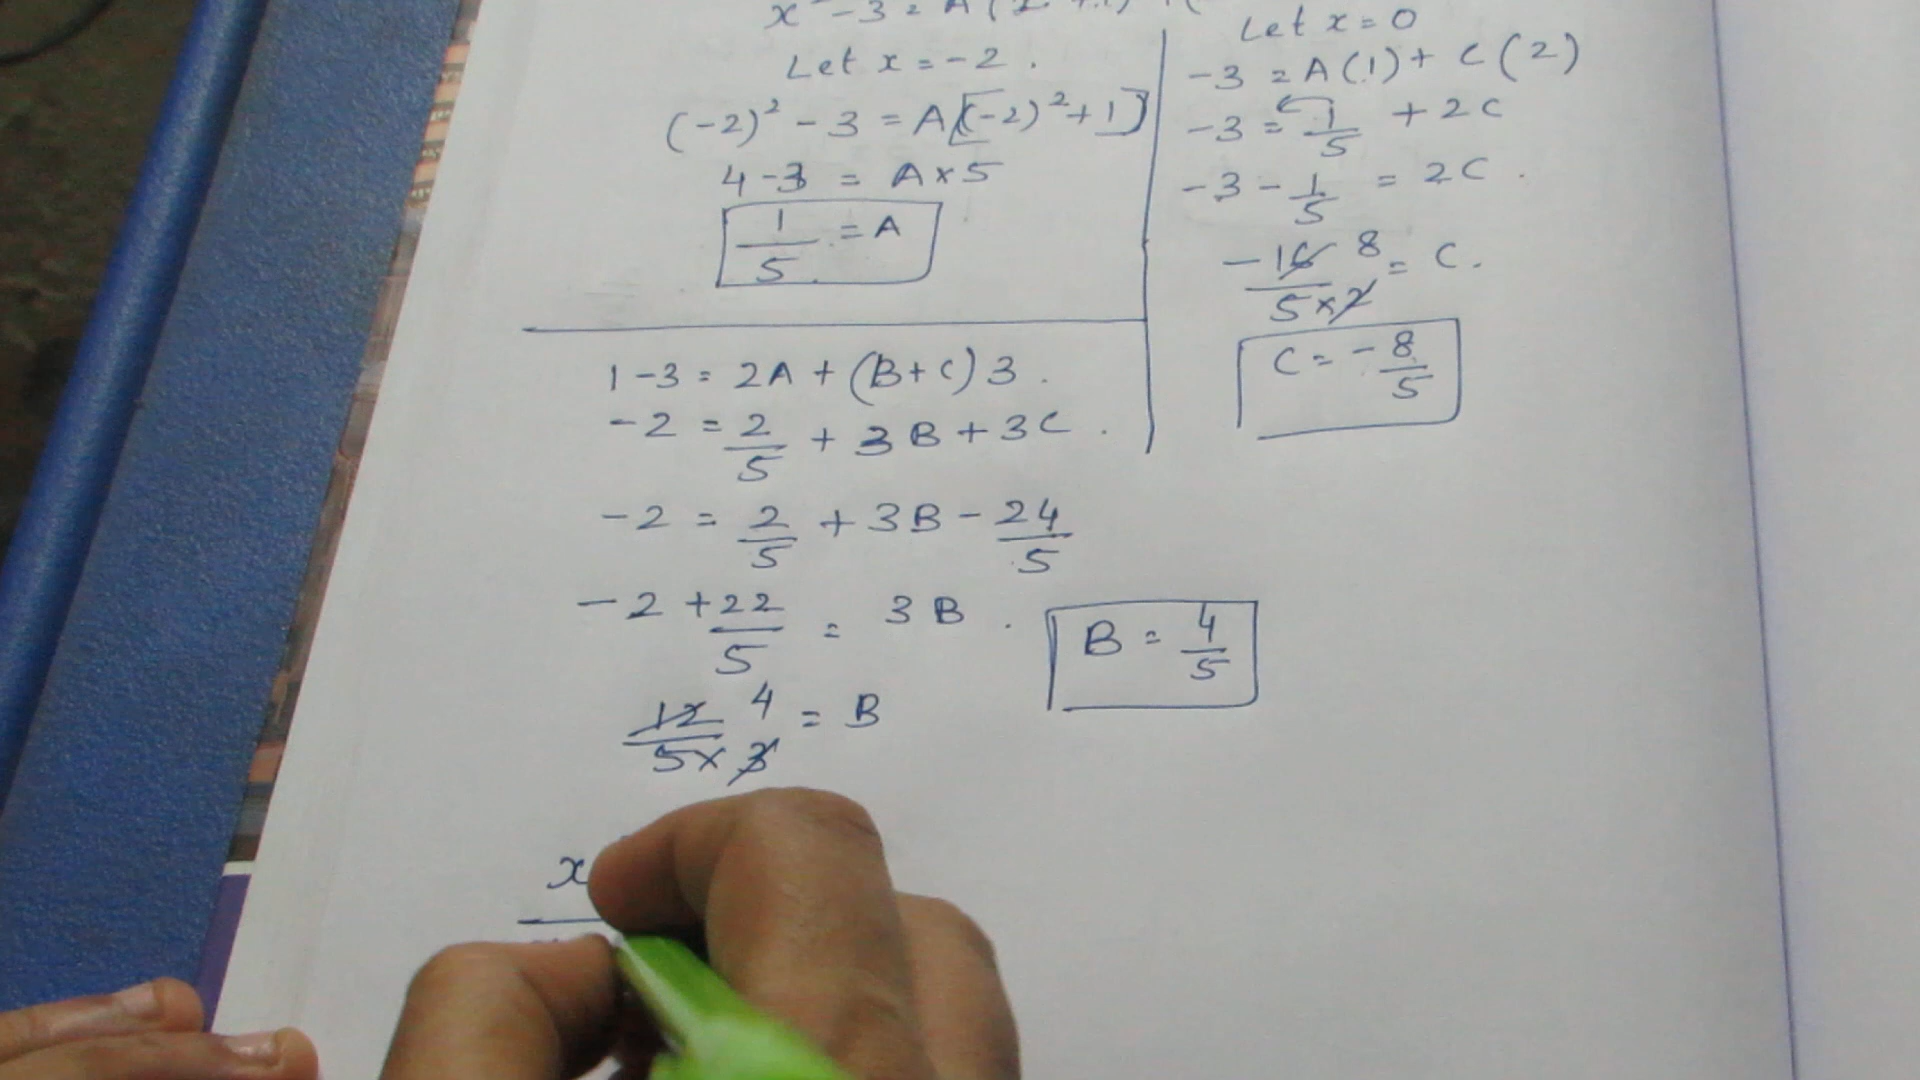 x² - 3 = A(
Let x = -2 .
(-2)² - 3 = A[(-2)² + 1]
4 - 3 = A × 5
1/5 = A
Let x = 0
-3 = A(1) + C(2)
-3 = 1/5 + 2C
-3 - 1/5 = 2C .
-16 8/5×2 = C.
C = -8/5
1 - 3 = 2A + (B + C)3 .
-2 = 2/5 + 3B + 3C .
-2 = 2/5 + 3B - 24/5
-2 + 22/5 = 3B .
12 4/5×3 = B
B = 4/5
x